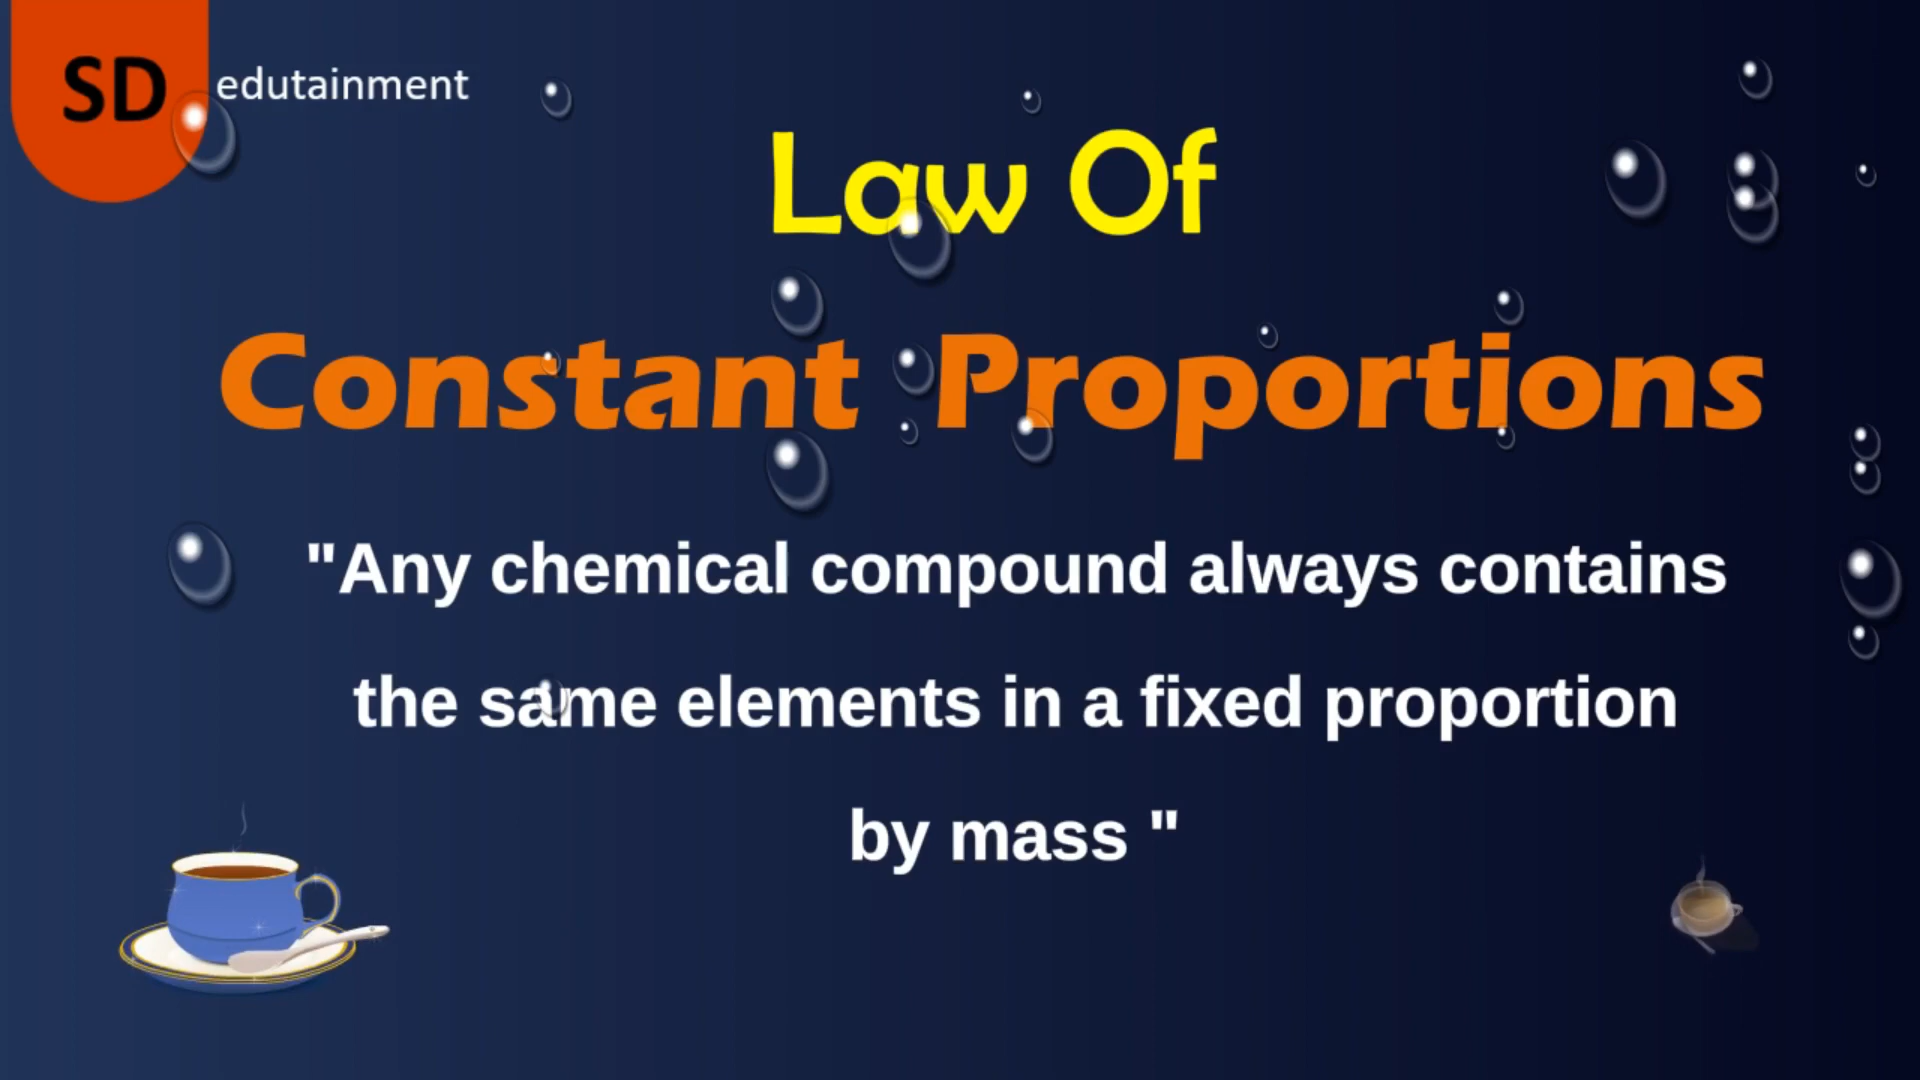 SD edutainment
Law Of
Constant Proportions
"Any chemical compound always contains
the same elements in a fixed proportion
by mass "